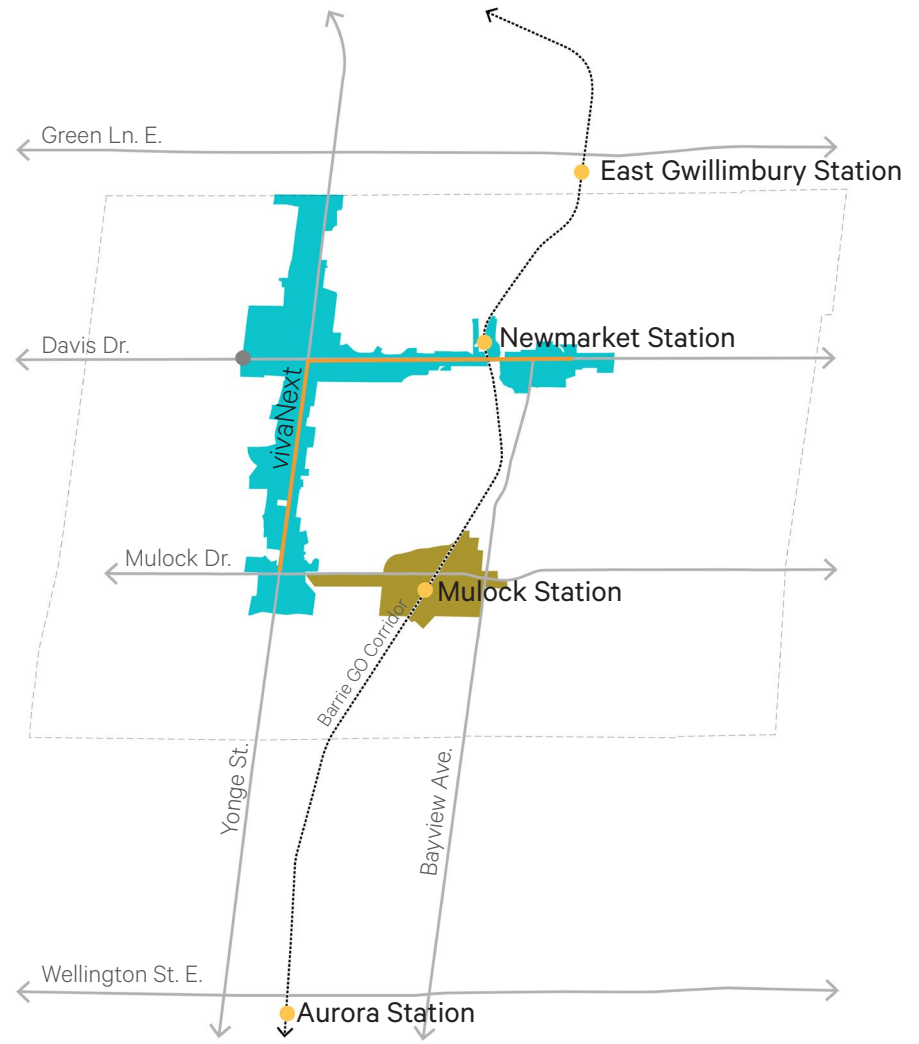 Green Ln. E.
East Gwillimbury Station
Newmarket Station
Davis Dr.
vivaNext
Mulock Dr.
Mulock Station
Barrie GO Corridor
Yonge St.
Bayview Ave.
Wellington St. E.
Aurora Station